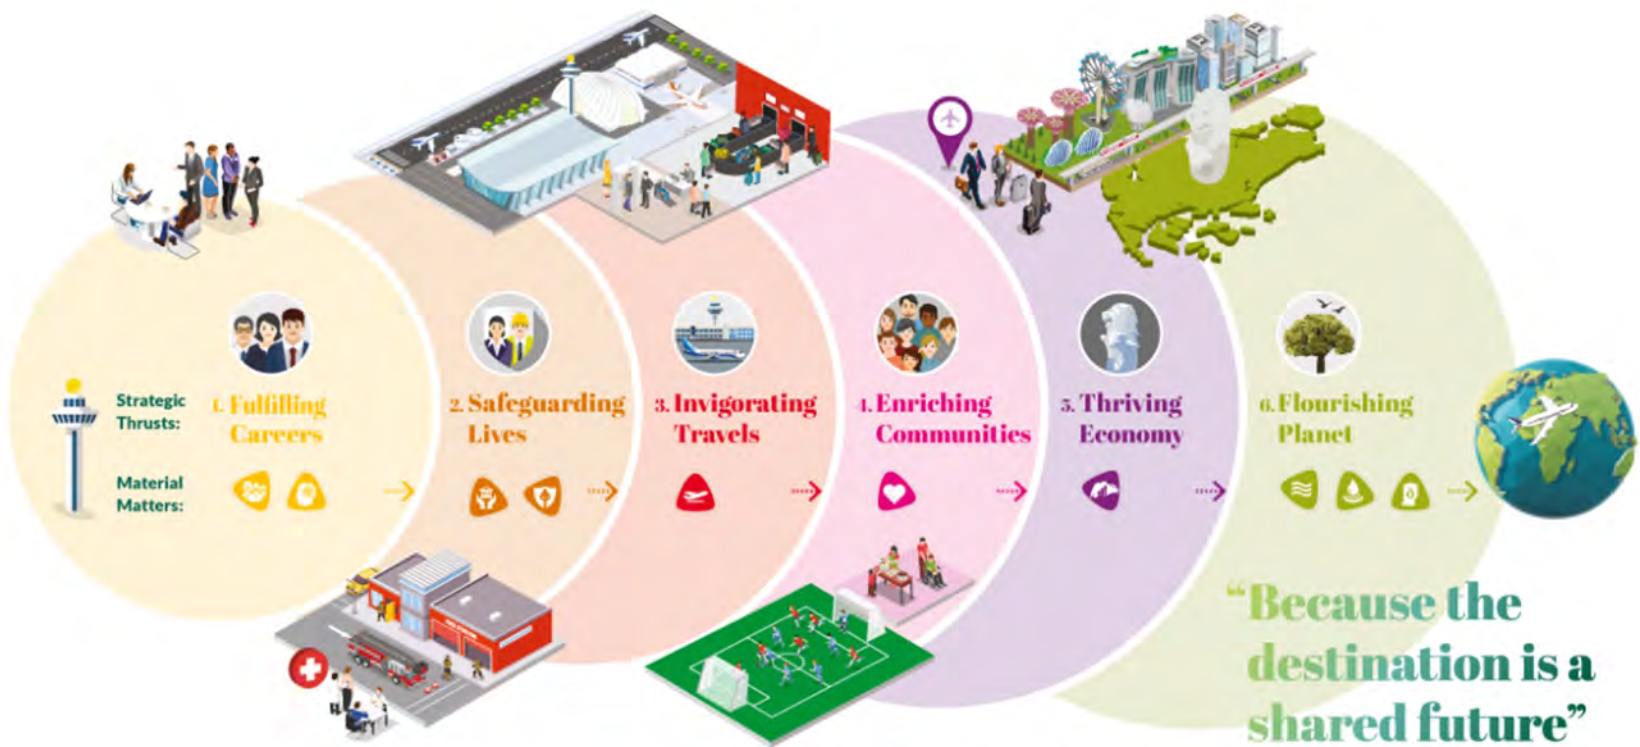 Strategic
Thrusts:
1. Fulfilling
Careers
2. Safeguarding
Lives
3. Invigorating
Travels
4. Enriching
Communities
5. Thriving
Economy
6. Flourishing
Planet
Material
Matters:
“Because the
destination is a
shared future”